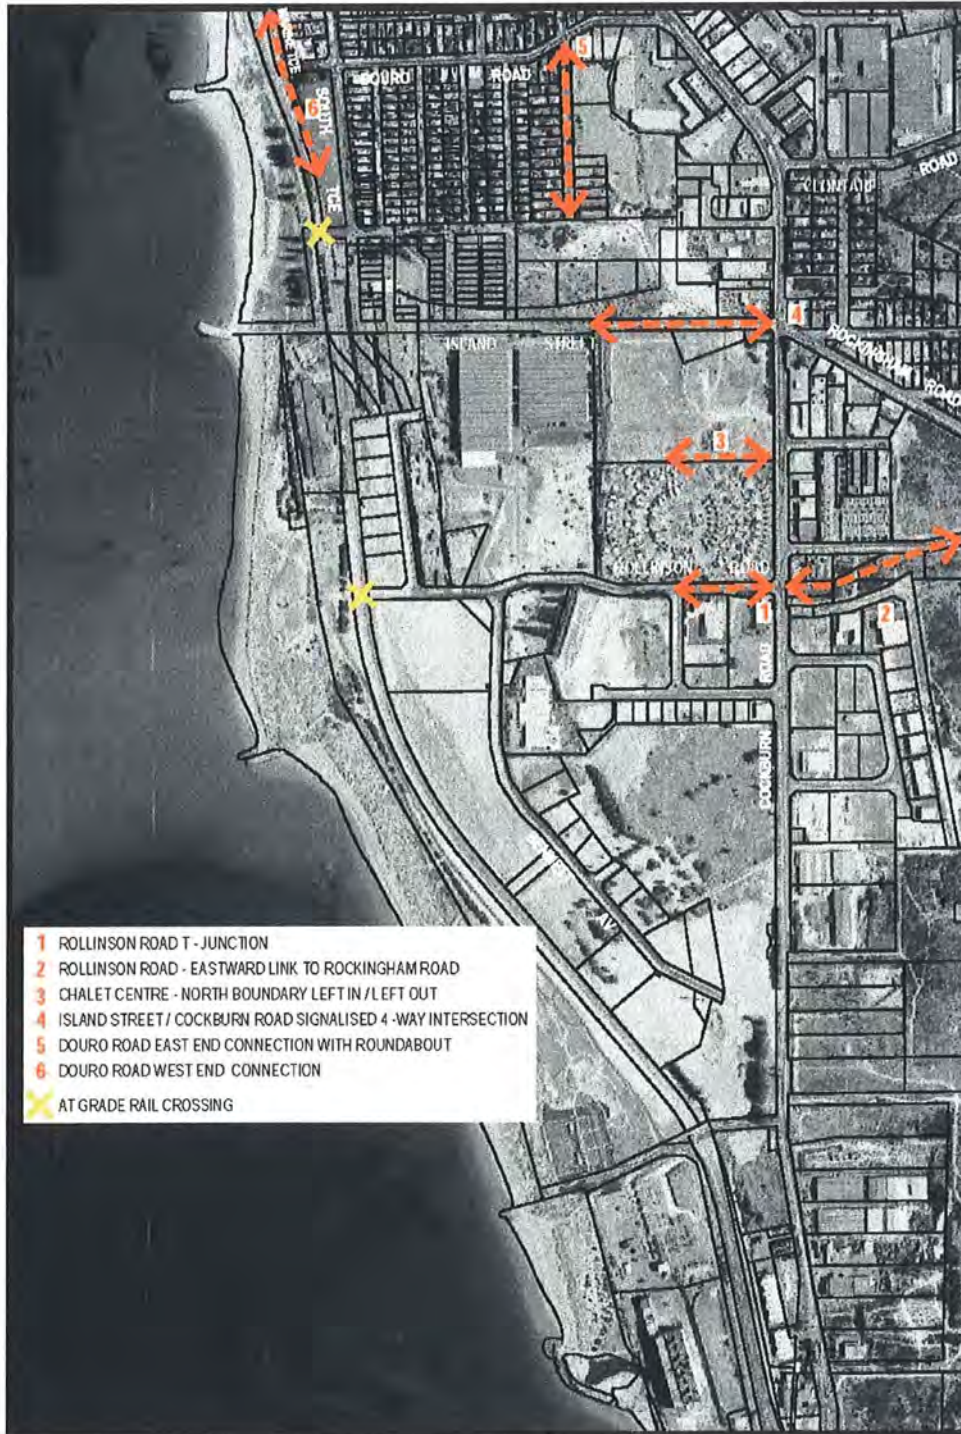 5
DOURO ROAD
6
SOUTH TCE
CLONTARF ROAD
4
ISLAND STREET
ROCKINGHAM ROAD
3
ROLLINSON ROAD
1
2
COCKBURN ROAD
AV
1 ROLLINSON ROAD T - JUNCTION
2 ROLLINSON ROAD - EASTWARD LINK TO ROCKINGHAM ROAD
3 CHALET CENTRE - NORTH BOUNDARY LEFT IN / LEFT OUT
4 ISLAND STREET / COCKBURN ROAD SIGNALISED 4 -WAY INTERSECTION
5 DOURO ROAD EAST END CONNECTION WITH ROUNDABOUT
6 DOURO ROAD WEST END CONNECTION
AT GRADE RAIL CROSSING